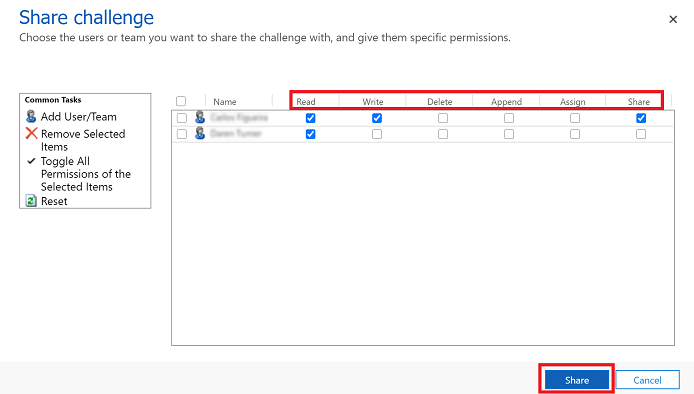 Share challenge
Choose the users or team you want to share the challenge with, and give them specific permissions.
Common Tasks
Add User/Team
Remove Selected
Items
Toggle All
Permissions of the
Selected Items
Reset
Name Read Write Delete Append Assign Share
Share Cancel